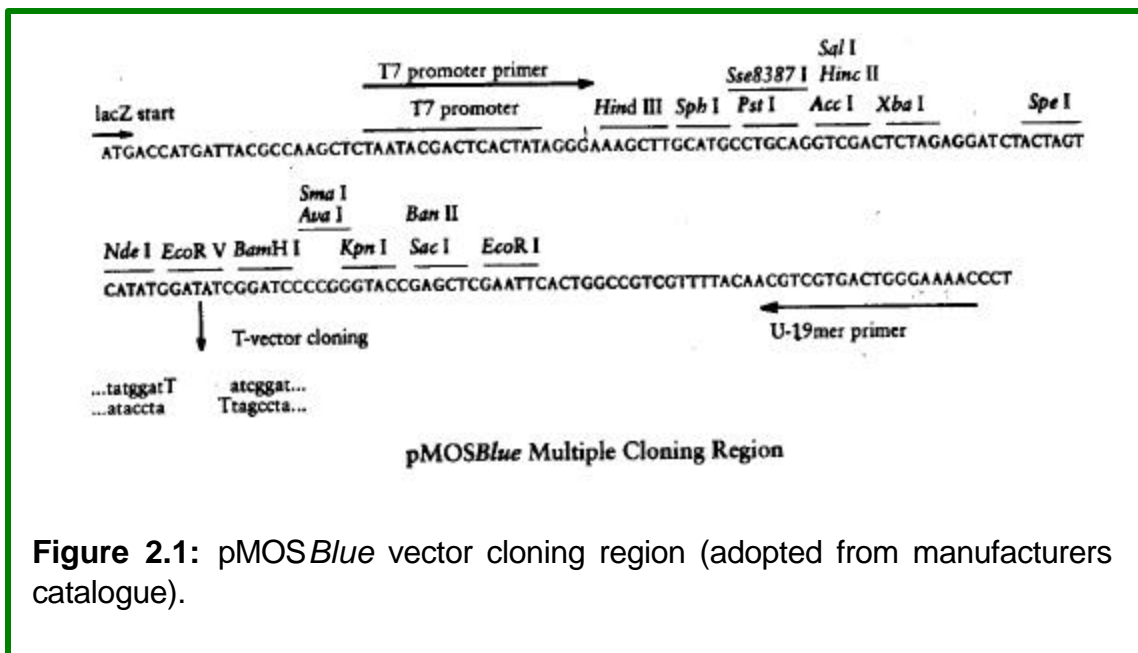 Sal I
T7 promoter primer Sse8387 I Hinc II
lacZ start T7 promoter Hind III Sph I Pst I Acc I Xba I Spe I
ATGACCATGATTACGCCAAGCTCTAATACGACTCACTATAGGGAAAGCTTGCATGCCTGCAGGTCGACTCTAGAGGATCTACTAGT
Sma I
Ava I Ban II
Nde I EcoR V BamH I Kpn I Sac I EcoR I
CATATGGATATCGGATCCCCGGGTACCGAGCTCGAATTCACTGGCCGTCGTTTTACAACGTCGTGACTGGGAAAACCCT
T-vector cloning U-19mer primer
...tatggatT atcggat...
...ataccta Ttagccta...
pMOSBlue Multiple Cloning Region
Figure 2.1: pMOSBlue vector cloning region (adopted from manufacturers
catalogue).